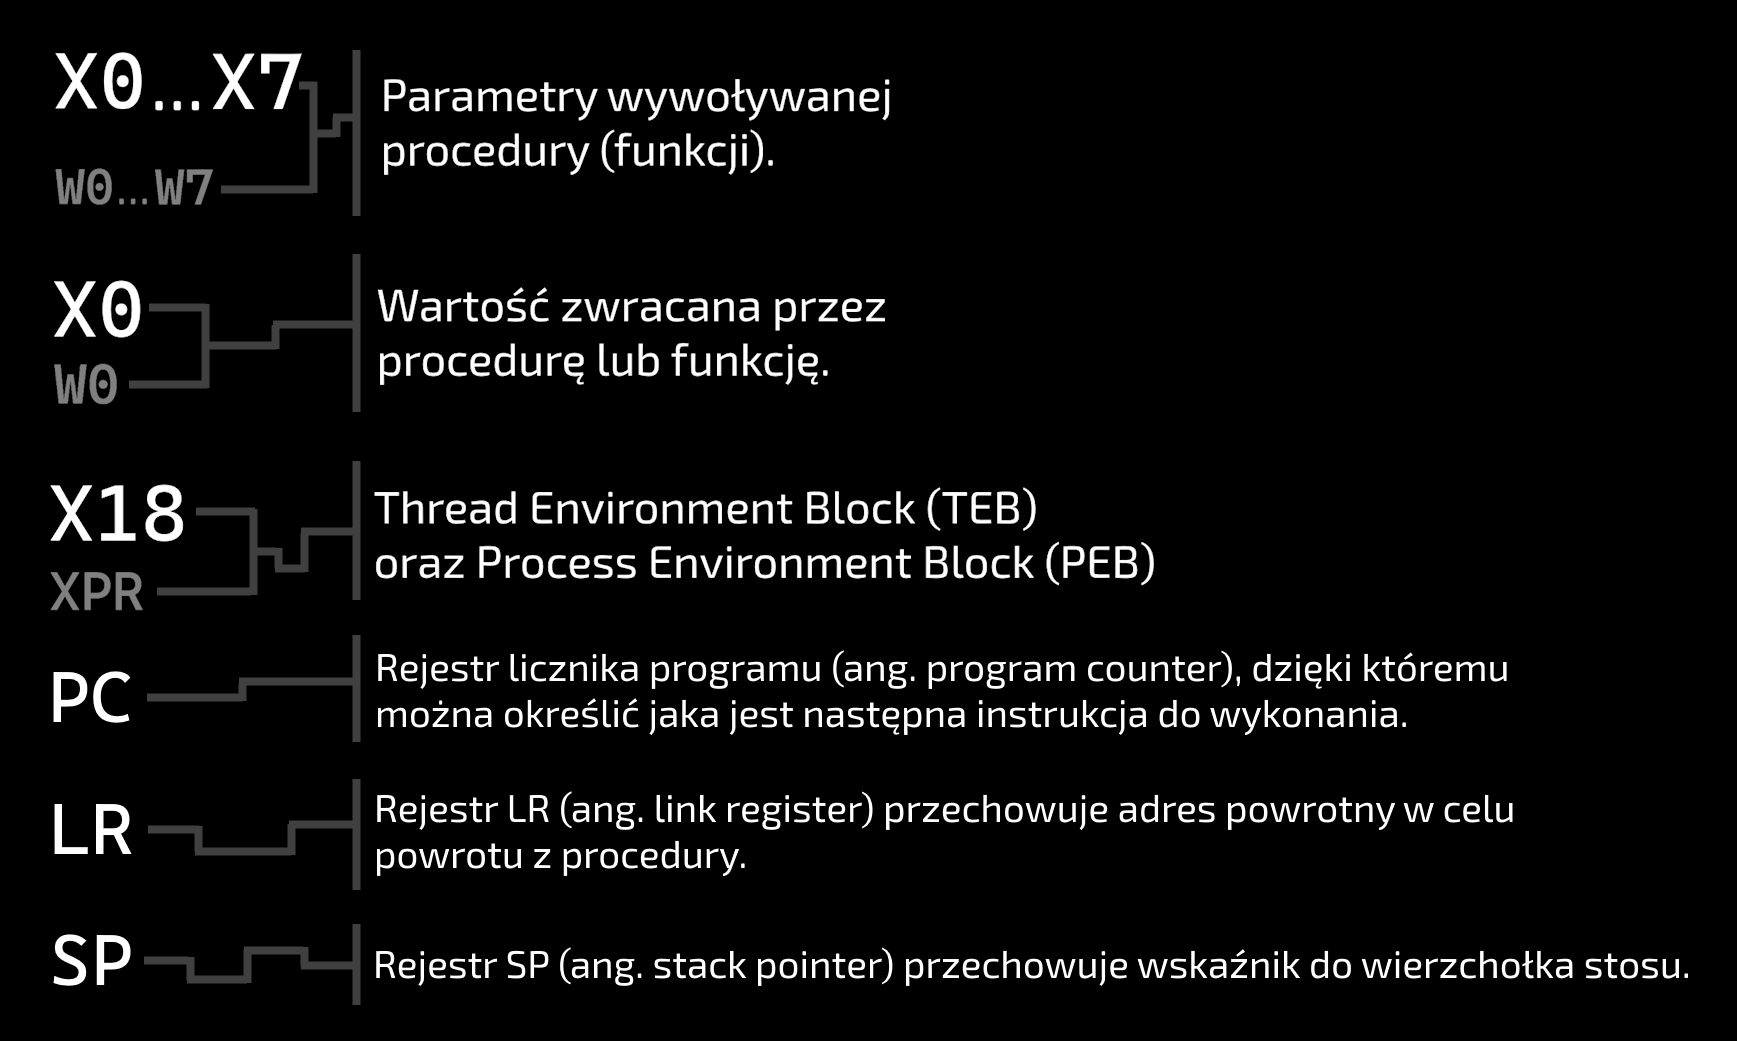 X0...X7
W0...W7
Parametry wywoływanej
procedury (funkcji).
X0
W0
Wartość zwracana przez
procedurę lub funkcję.
X18
XPR
Thread Environment Block (TEB)
oraz Process Environment Block (PEB)
PC
Rejestr licznika programu (ang. program counter), dzięki któremu
można określić jaka jest następna instrukcja do wykonania.
LR
Rejestr LR (ang. link register) przechowuje adres powrotny w celu
powrotu z procedury.
SP
Rejestr SP (ang. stack pointer) przechowuje wskaźnik do wierzchołka stosu.